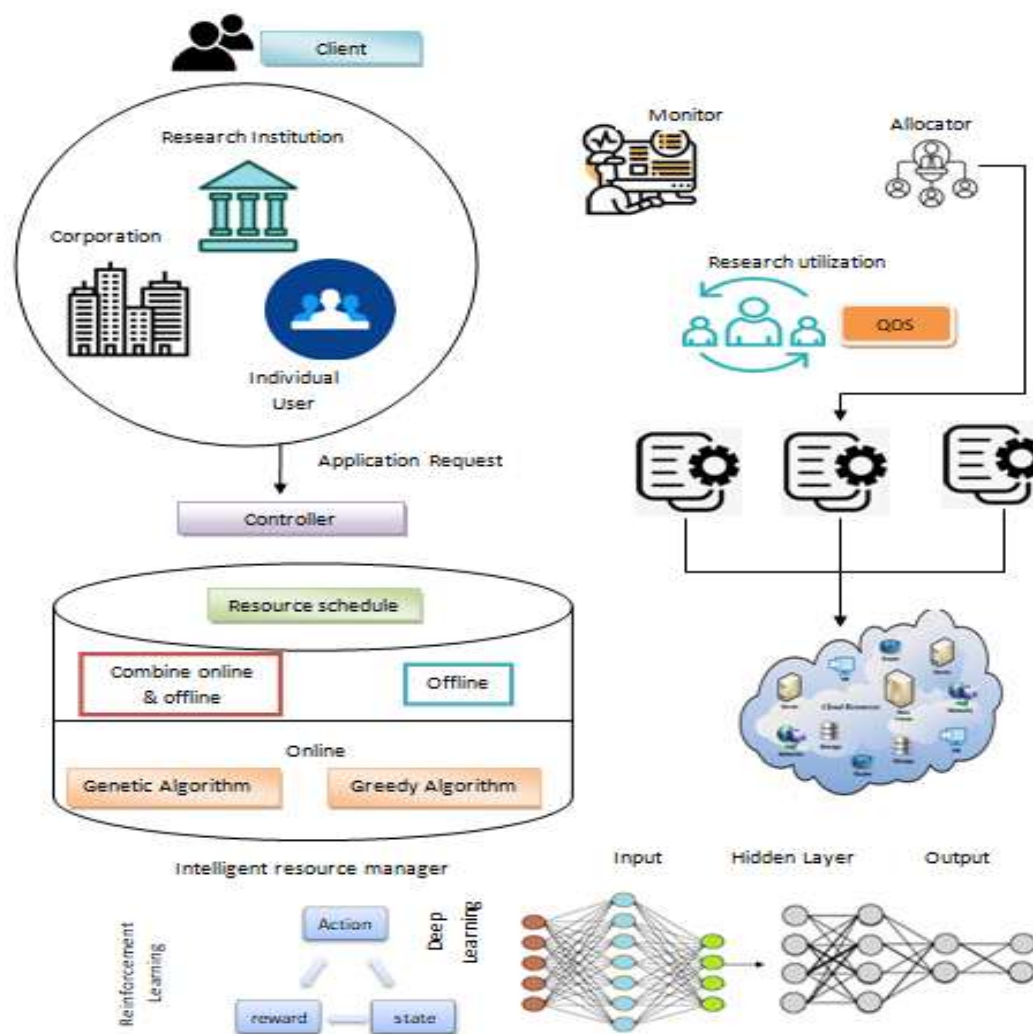 Client
Research Institution
Corporation
Individual
User
Application Request
Controller
Resource schedule
Combine online
& offline
Offline
Online
Genetic Algorithm
Greedy Algorithm
Intelligent resource manager
Reinforcement
Learning
Action
reward
state
Deep
Learning
Monitor
Allocator
Research utilization
QOS
Cloud Resources
Input
Hidden Layer
Output